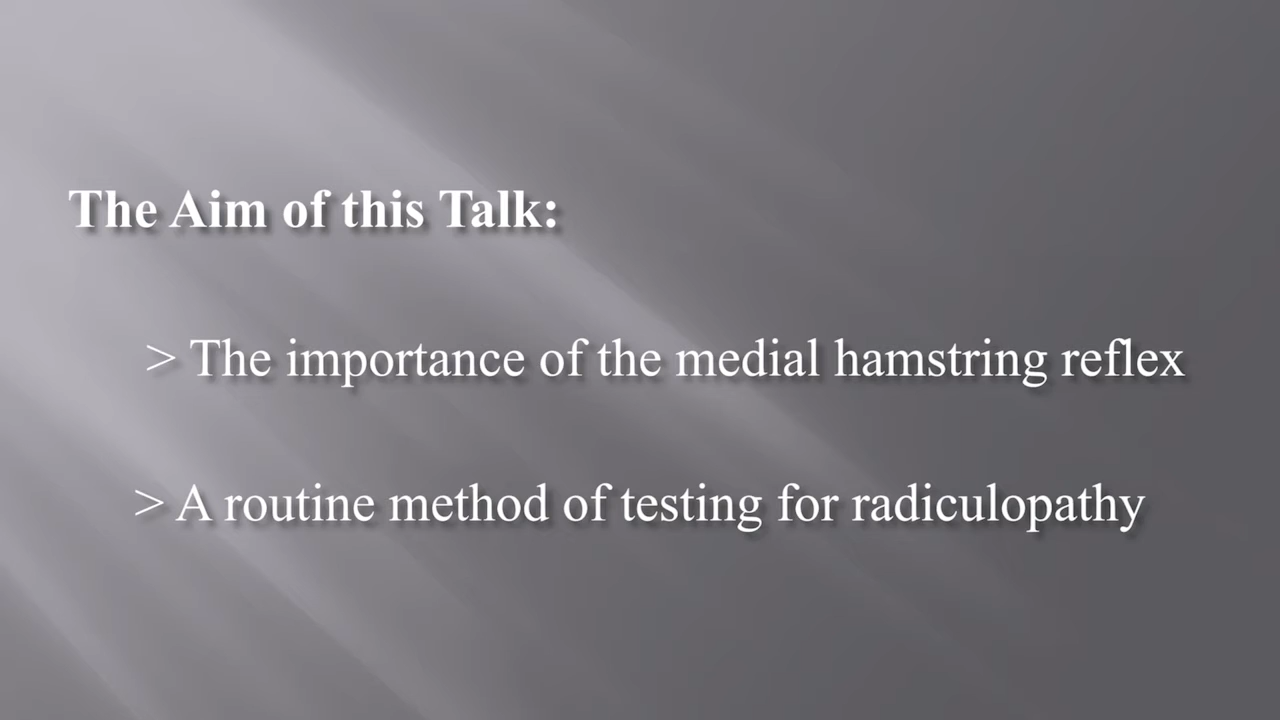 The Aim of this Talk:
> The importance of the medial hamstring reflex
> A routine method of testing for radiculopathy